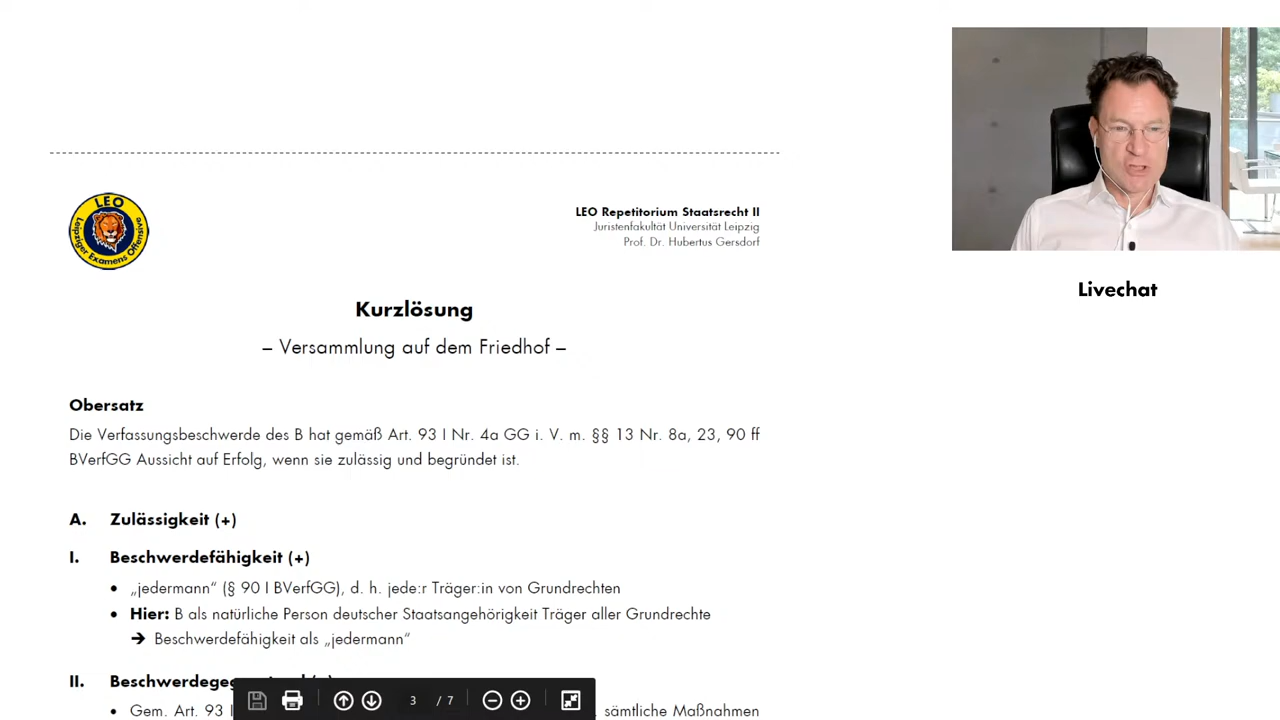 LEO
Leipziger Examens Offensive
LEO Repetitorium Staatsrecht II
Juristenfakultät Universität Leipzig
Prof. Dr. Hubertus Gersdorf
Livechat
Kurzlösung
– Versammlung auf dem Friedhof –
Obersatz
Die Verfassungsbeschwerde des B hat gemäß Art. 93 I Nr. 4a GG i. V. m. §§ 13 Nr. 8a, 23, 90 ff
BVerfGG Aussicht auf Erfolg, wenn sie zulässig und begründet ist.
A. Zulässigkeit (+)
I. Beschwerdefähigkeit (+)
• „jedermann“ (§ 90 I BVerfGG), d. h. jede:r Träger:in von Grundrechten
• Hier: B als natürliche Person deutscher Staatsangehörigkeit Träger aller Grundrechte
➔ Beschwerdefähigkeit als „jedermann“
II.
• Gem. Art. 93 I , sämtliche Maßnahmen
3 / 7